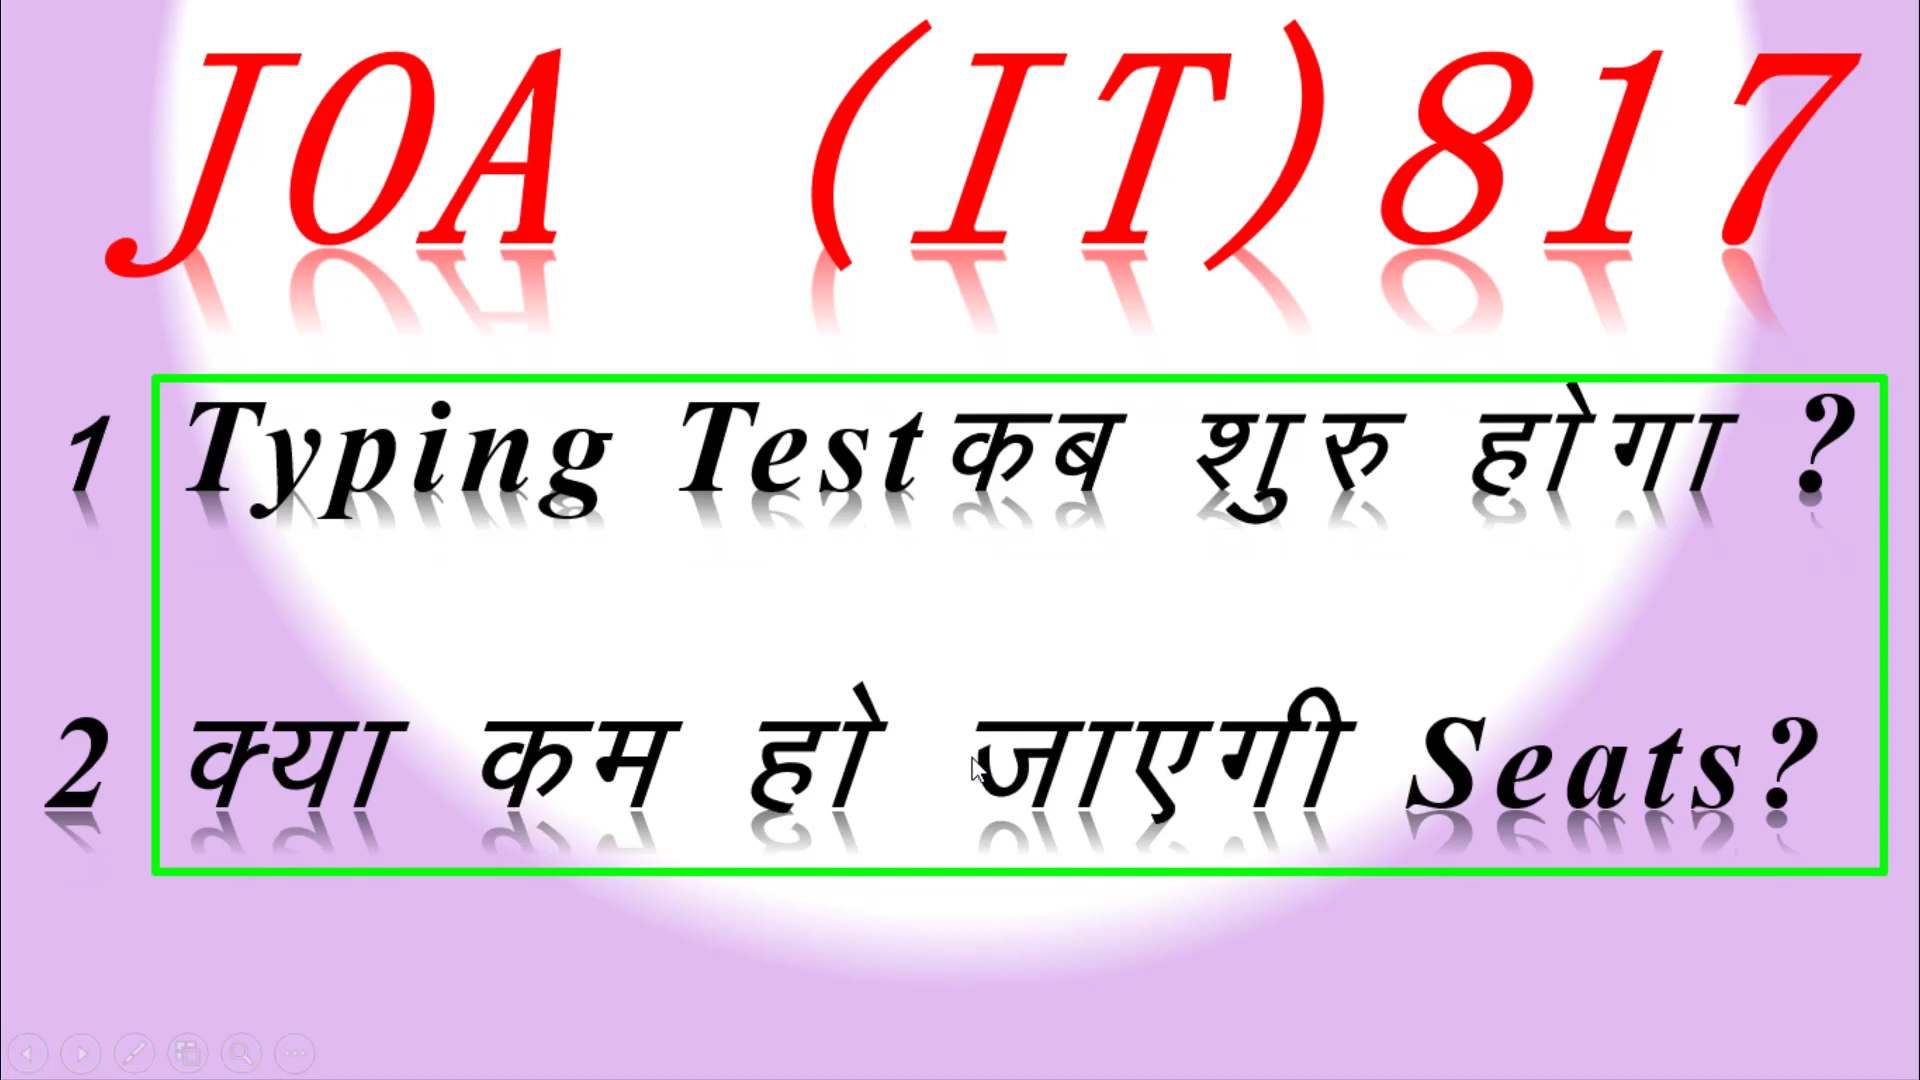 JOA (IT)817
1 Typing Test कब शुरु होगा ?
2 क्या कम हो जाएगी Seats?